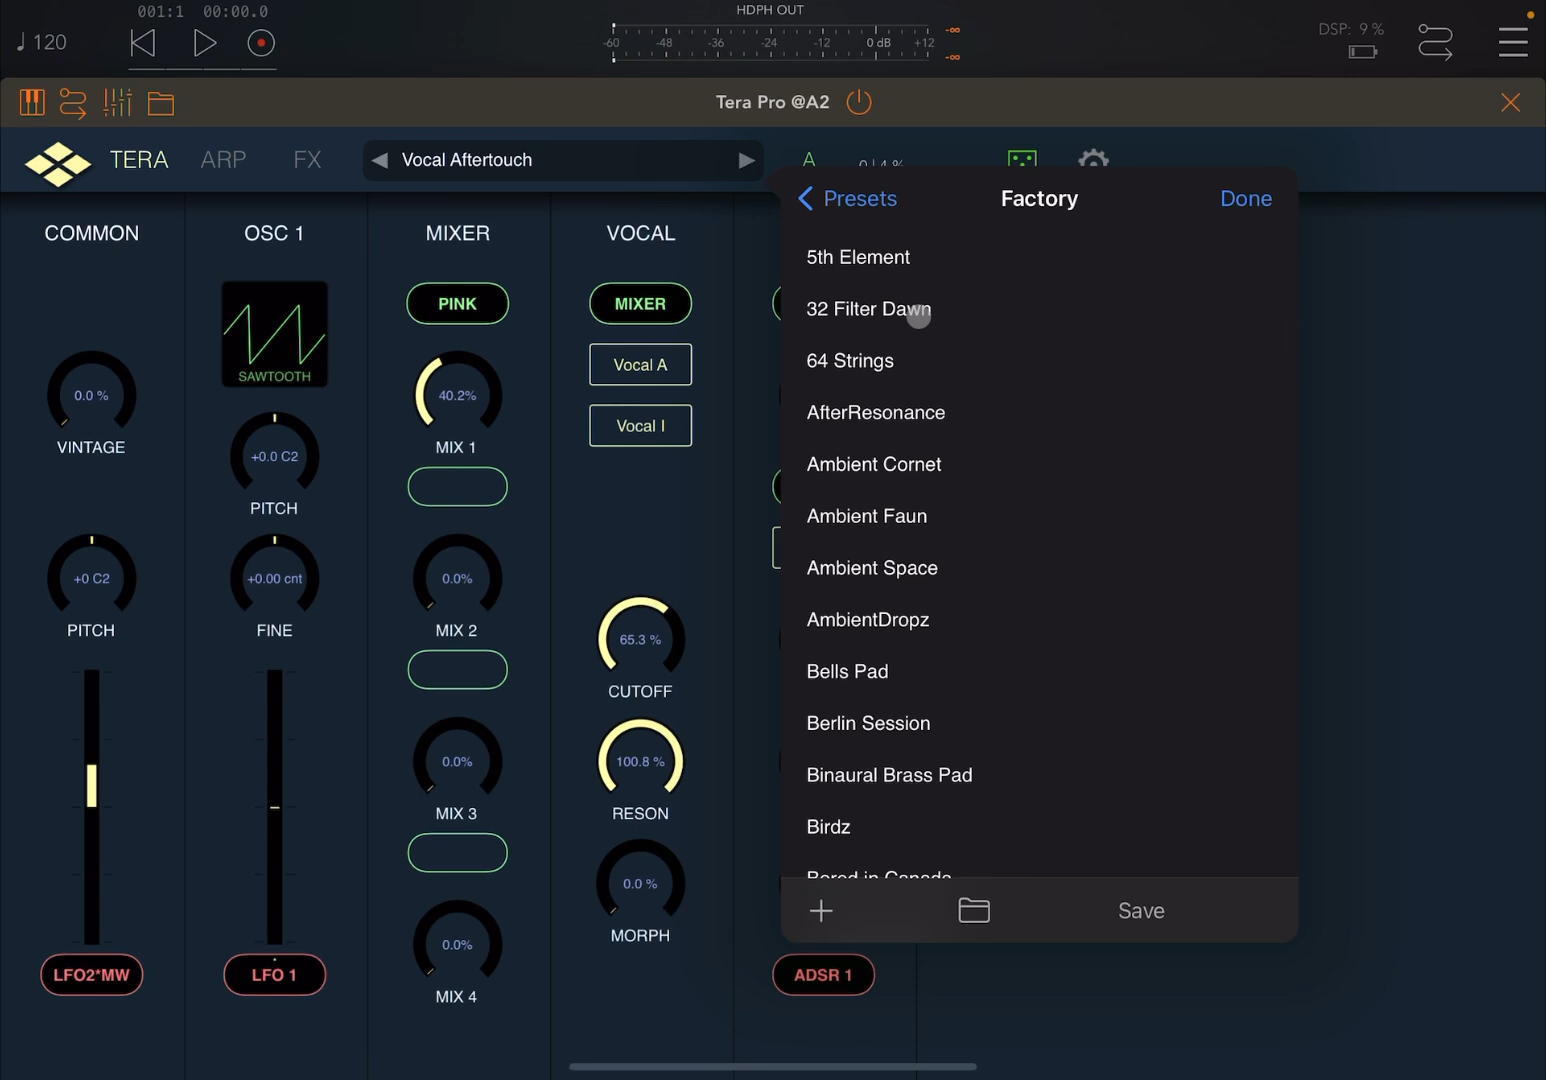 001:1 00:00.0
HDPH OUT
♩ 120
-60 -48 -36 -24 -12 0 dB +12
-∞
-∞
DSP: 9 %
Tera Pro @A2
TERA ARP FX
Vocal Aftertouch
A
0 | 4 %
COMMON
0.0 %
VINTAGE
+0 C2
PITCH
LFO2*MW
OSC 1
SAWTOOTH
+0.0 C2
PITCH
+0.00 cnt
FINE
LFO 1
MIXER
PINK
40.2%
MIX 1
0.0%
MIX 2
0.0%
MIX 3
0.0%
MIX 4
VOCAL
MIXER
Vocal A
Vocal I
65.3 %
CUTOFF
100.8 %
RESON
0.0 %
MORPH
ADSR 1
Presets Factory Done
5th Element
32 Filter Dawn
64 Strings
AfterResonance
Ambient Cornet
Ambient Faun
Ambient Space
AmbientDropz
Bells Pad
Berlin Session
Binaural Brass Pad
Birdz
Bored in Canada
Save